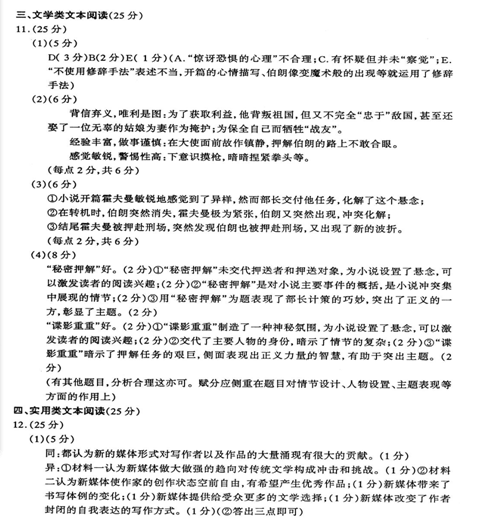 三、文学类文本阅读(25分)
11.(25分)
(1)(5分)
D(3分)B(2分)E(1分)(A.“惊讶恐惧的心理”不合理;C.有怀疑但并未“察觉”;E.
“不使用修辞手法”表述不当,开篇的心情描写、伯朗像变魔术般的出现等就运用了修辞
手法)
(2)(6分)
背信弃义,唯利是图:为了获取利益,他背叛祖国,但又不完全“忠于”敌国,甚至还
娶了一位无辜的姑娘为妻作为掩护;为保全自己而牺牲“战友”。
经验丰富,做事谨慎:在大使面前故作镇静,押解伯朗的路上不敢合眼。
感觉敏锐,警惕性高:下意识摸枪,暗暗捏紧拳头等。
(每点2分,共6分)
(3)(6分)
①小说开篇霍夫曼敏锐地感觉到了异样,然而部长交付他任务,化解了这个悬念;
②在转机时,伯朗突然消失,霍夫曼极为紧张,伯朗又突然出现,冲突化解;
③结尾霍夫曼被押赴刑场,突然发现伯朗也被押赴刑场,又出现了新的波折。
(每点2分,共6分)
(4)(8分)
“秘密押解”好。(2分)①“秘密押解”未交代押送者和押送对象,为小说设置了悬念,可
以激发读者的阅读兴趣;(2分)②“秘密押解”是对小说主要事件的概括,是小说冲突集
中展现的情节;(2分)③用“秘密押解”为题表现了部长计策的巧妙,突出了正义的一
方,彰显了主题。(2分)
“谍影重重”好。(2分)①“谍影重重”制造了一种神秘氛围,为小说设置了悬念,可以激
发读者的阅读兴趣;(2分)②交代了主要人物的身份,暗示了情节的复杂;(2分)③“谍
影重重”暗示了押解任务的艰巨,侧面表现出正义力量的智慧,有助于突出主题。(2
分)
(有其他题目,分析合理这亦可。赋分应侧重在题目对情节设计、人物设置、主题表现等
方面的作用上)
四、实用类文本阅读(25分)
12.(25分)
(1)(5分)
同:都认为新的媒体形式对写作者以及作品的大量涌现有很大的贡献。(1分)
异:①材料一认为新媒体做大做强的趋向对传统文学构成冲击和挑战。(1分)②材料
二认为新媒体使作家的创作状态空前自由,有希望产生优秀作品;(1分)新媒体带来了
书写体例的变化;(1分)新媒体提供给受众更多的文学选择;(1分)新媒体改变了作者
封闭的自我表达的写作方式。(1分)(②答出三点即可)